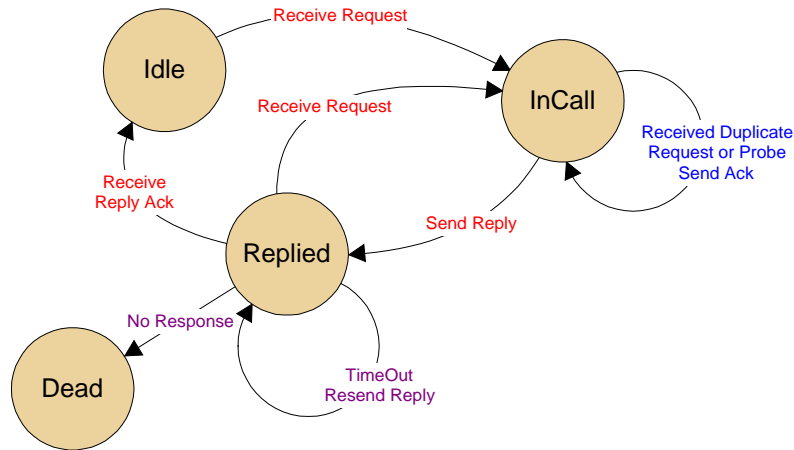 Receive Request
Idle
InCall
Receive Request
Received Duplicate
Request or Probe
Send Ack
Receive
Reply Ack
Send Reply
Replied
No Response
TimeOut
Resend Reply
Dead